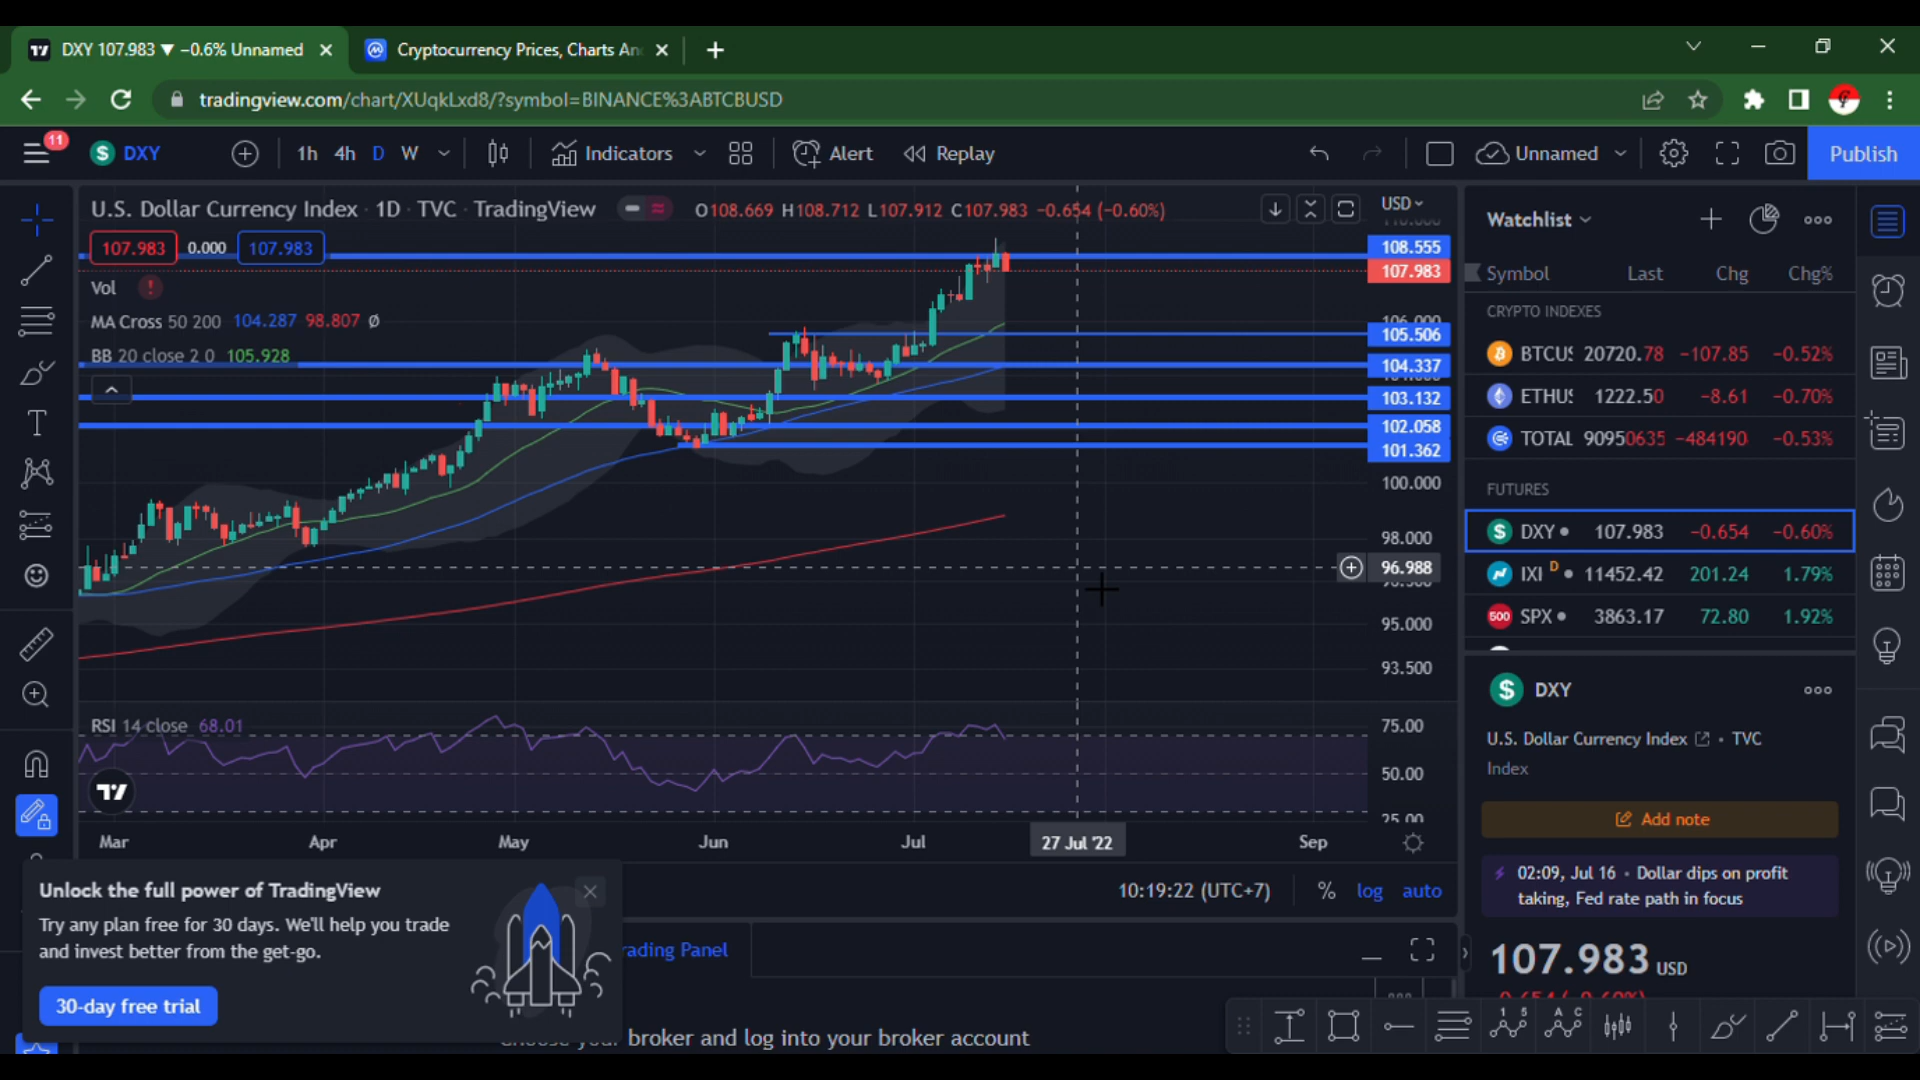 DXY 107.983 ▼ −0.6% Unnamed
Cryptocurrency Prices, Charts An
tradingview.com/chart/XUqkLxd8/?symbol=BINANCE%3ABTCBUSD
11
DXY
1h 4h D W
Indicators
Alert
Replay
Unnamed
Publish
U.S. Dollar Currency Index · 1D · TVC · TradingView
O108.669 H108.712 L107.912 C107.983 −0.654 (−0.60%)
USD
107.983 0.000 107.983
Vol
MA Cross 50 200 104.287 98.807 Ø
BB 20 close 2 0 105.928
108.555
107.983
106.000
105.506
104.337
103.132
102.058
101.362
100.000
98.000
96.988
95.000
93.500
RSI 14 close 68.01
75.00
50.00
25.00
Mar Apr May Jun Jul 27 Jul '22 Sep
10:19:22 (UTC+7) % log auto
Unlock the full power of TradingView
Try any plan free for 30 days. We'll help you trade
and invest better from the get-go.
30-day free trial
rading Panel
broker and log into your broker account
Watchlist
Symbol Last Chg Chg%
CRYPTO INDEXES
BTCUS 20720.78 −107.85 −0.52%
ETHUS 1222.50 −8.61 −0.70%
TOTAL 90950635 −484190 −0.53%
FUTURES
DXY 107.983 −0.654 −0.60%
IXI D 11452.42 201.24 1.79%
500 SPX 3863.17 72.80 1.92%
DXY
U.S. Dollar Currency Index · TVC
Index
Add note
02:09, Jul 16 · Dollar dips on profit
taking, Fed rate path in focus
107.983 USD